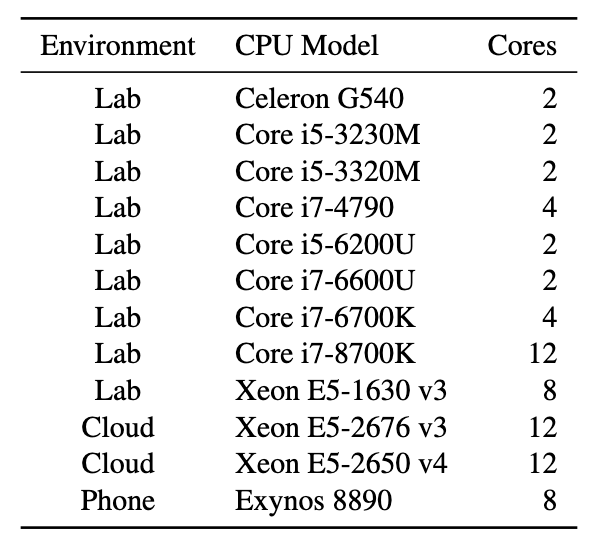 Environment CPU Model Cores
Lab Celeron G540 2
Lab Core i5-3230M 2
Lab Core i5-3320M 2
Lab Core i7-4790 4
Lab Core i5-6200U 2
Lab Core i7-6600U 2
Lab Core i7-6700K 4
Lab Core i7-8700K 12
Lab Xeon E5-1630 v3 8
Cloud Xeon E5-2676 v3 12
Cloud Xeon E5-2650 v4 12
Phone Exynos 8890 8